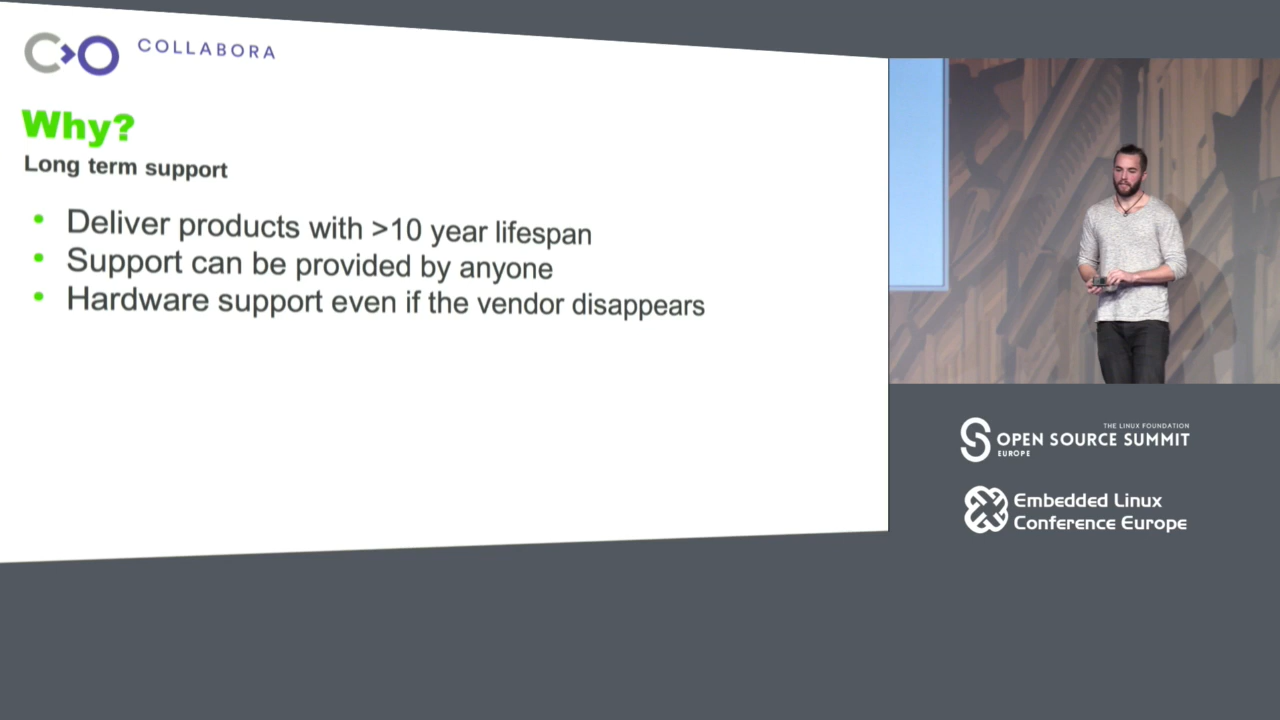 COLLABORA
Why?
Long term support
Deliver products with >10 year lifespan
Support can be provided by anyone
Hardware support even if the vendor disappears
THE LINUX FOUNDATION
OPEN SOURCE SUMMIT
EUROPE
Embedded Linux
Conference Europe